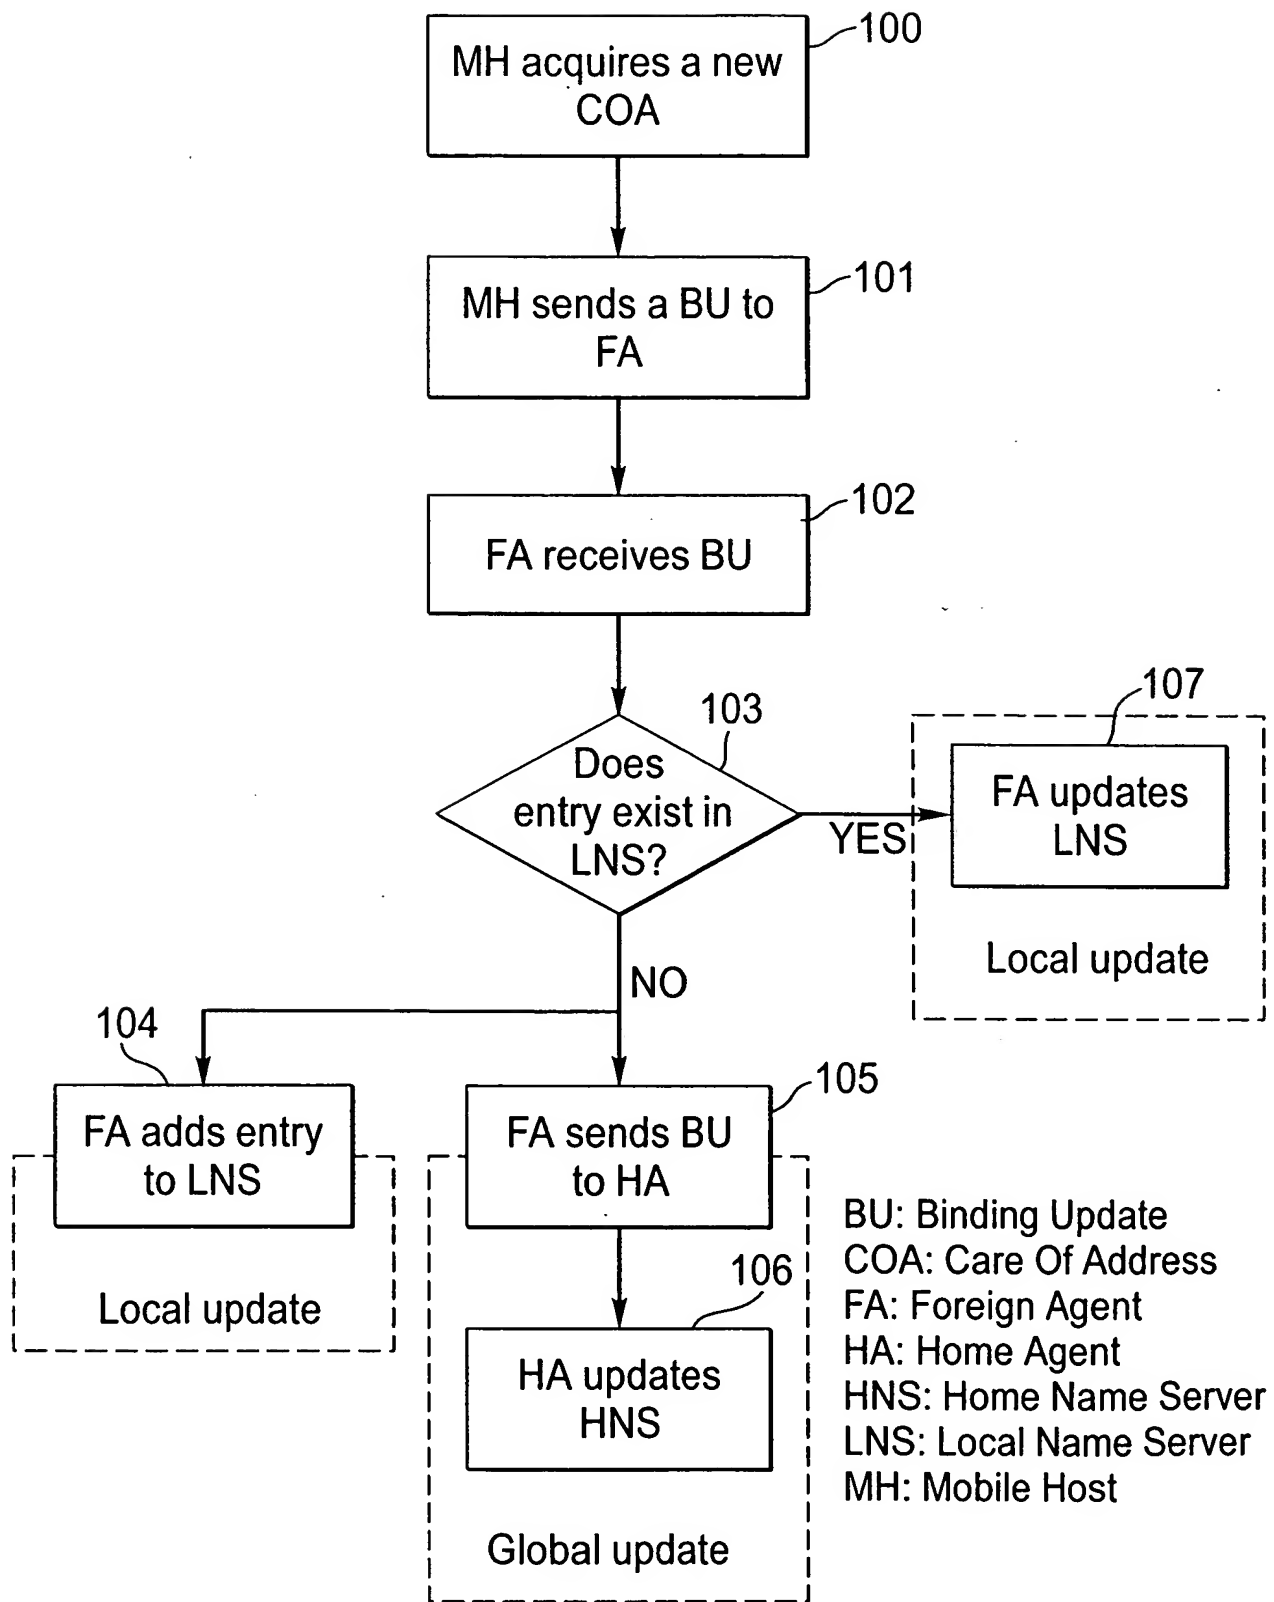 100
MH acquires a new
COA
101
MH sends a BU to
FA
102
FA receives BU
103
Does
entry exist in
LNS?
YES
107
FA updates
LNS
Local update
NO
104
FA adds entry
to LNS
Local update
105
FA sends BU
to HA
106
HA updates
HNS
Global update
BU: Binding Update
COA: Care Of Address
FA: Foreign Agent
HA: Home Agent
HNS: Home Name Server
LNS: Local Name Server
MH: Mobile Host